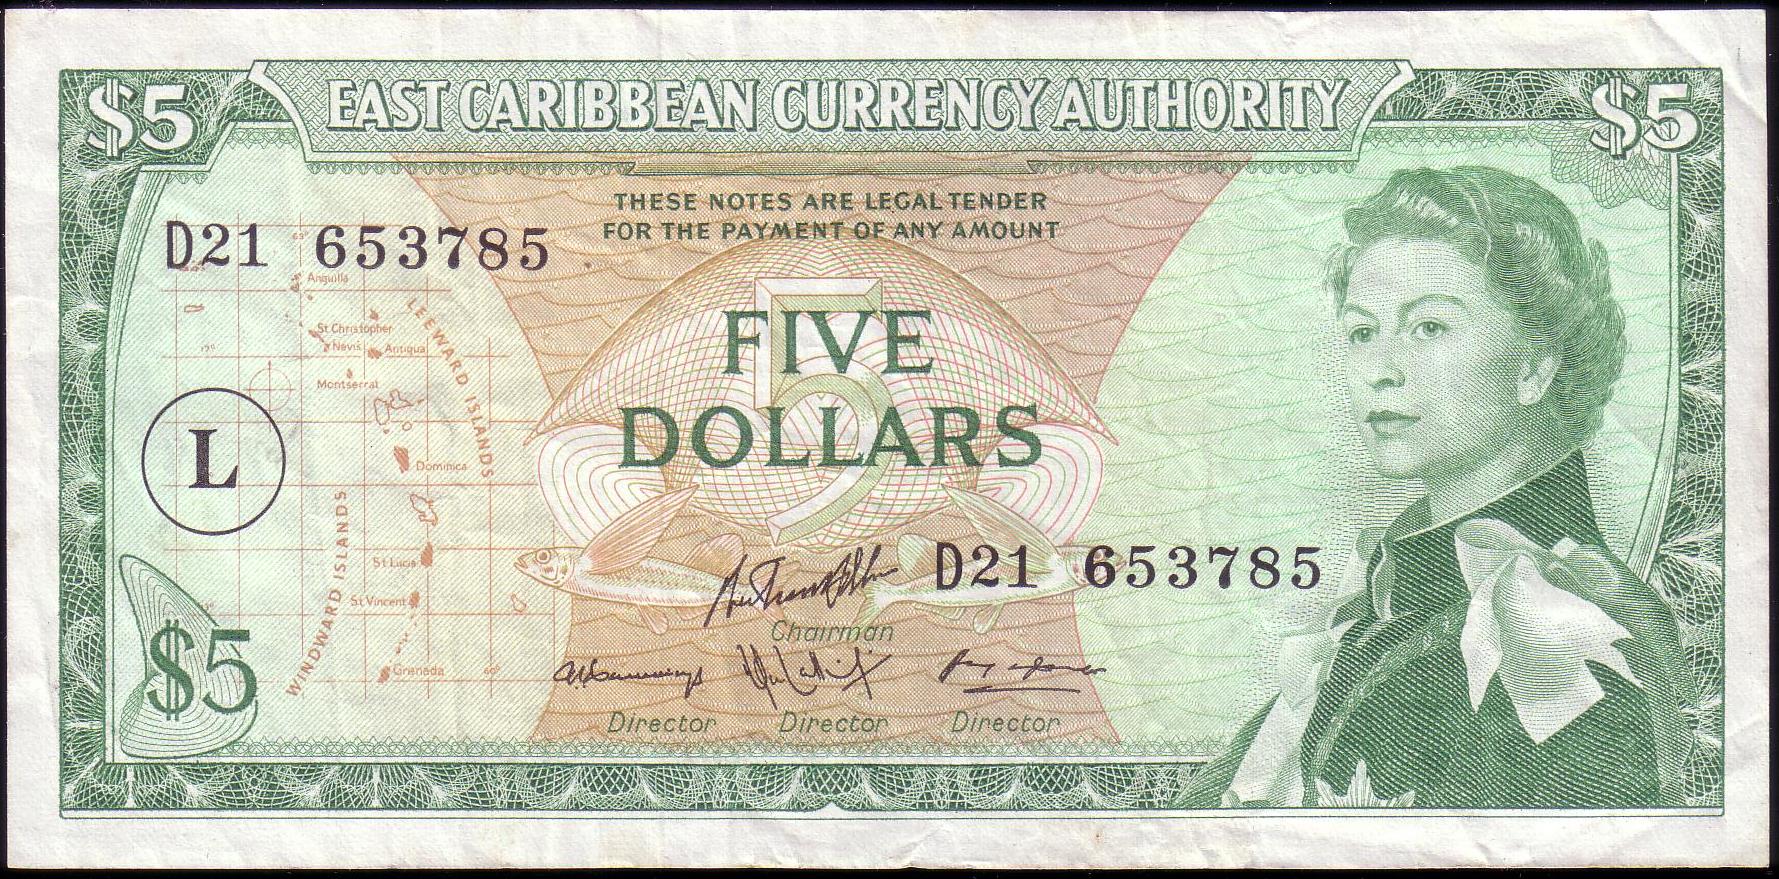 $5
EAST CARIBBEAN CURRENCY AUTHORITY
$5
THESE NOTES ARE LEGAL TENDER
FOR THE PAYMENT OF ANY AMOUNT
D21 653785
Anguilla
St Christopher
Nevis
Antigua
Montserrat
LEEWARD ISLANDS
5
FIVE
DOLLARS
L
Dominica
WINDWARD ISLANDS
St Lucia
St Vincent
Grenada
60°
D21 653785
Chairman
$5
Director Director Director